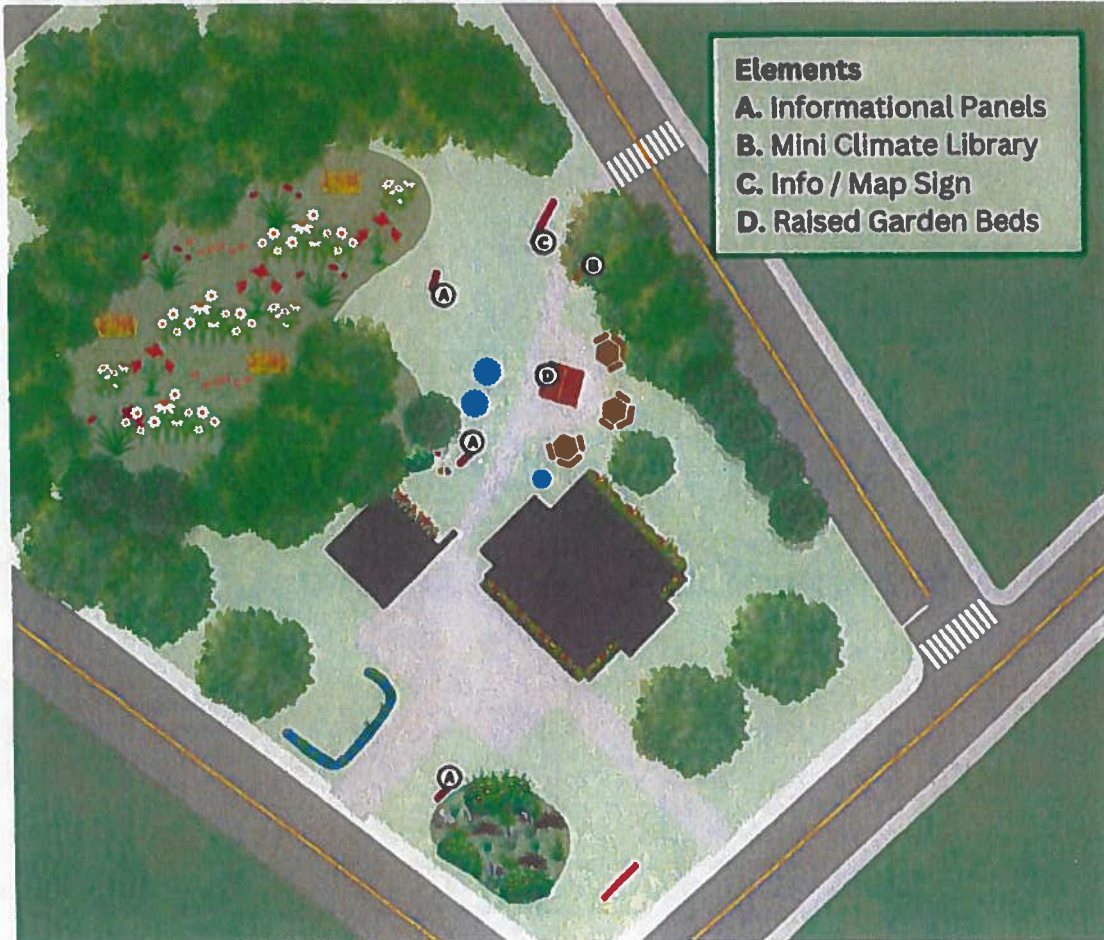 Elements
A. Informational Panels
B. Mini Climate Library
C. Info / Map Sign
D. Raised Garden Beds
C
B
A
D
A
A